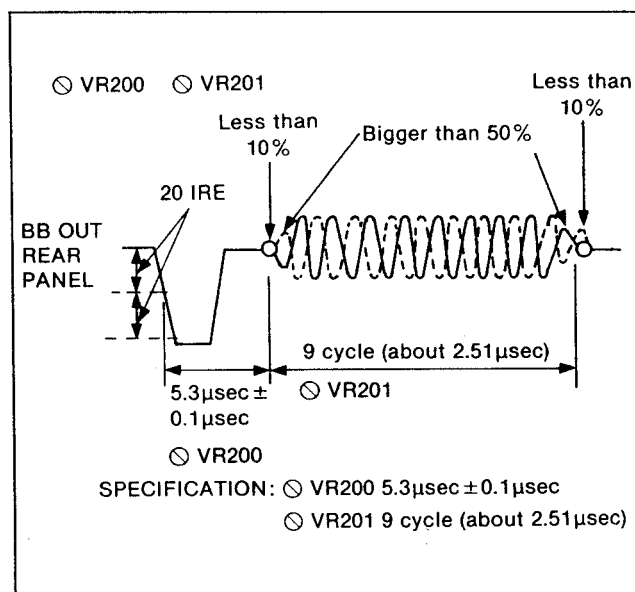 ⊘ VR200 ⊘ VR201
Less than
10%
Bigger than 50%
Less than
10%
20 IRE
BB OUT
REAR
PANEL
9 cycle (about 2.51μsec)
5.3μsec ±
0.1μsec
⊘ VR201
⊘ VR200
SPECIFICATION: ⊘ VR200 5.3μsec ± 0.1μsec
⊘ VR201 9 cycle (about 2.51μsec)